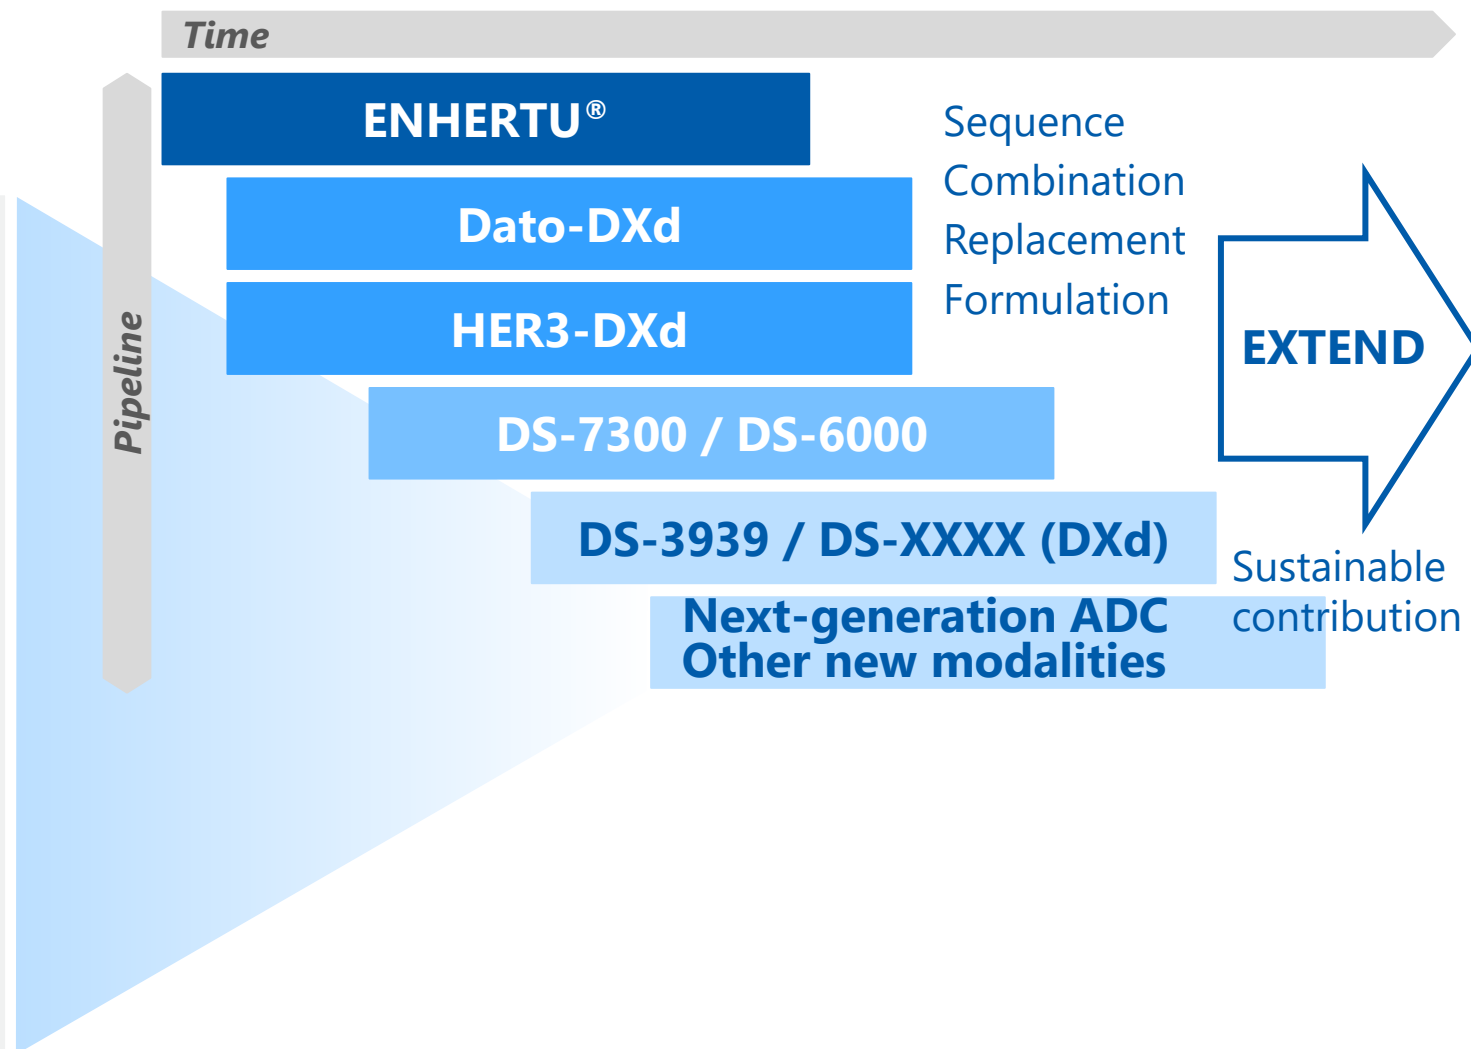 Time
Pipeline
ENHERTU®
Dato-DXd
HER3-DXd
DS-7300 / DS-6000
DS-3939 / DS-XXXX (DXd)
Next-generation ADC
Other new modalities
Sequence
Combination
Replacement
Formulation
EXTEND
Sustainable
contribution